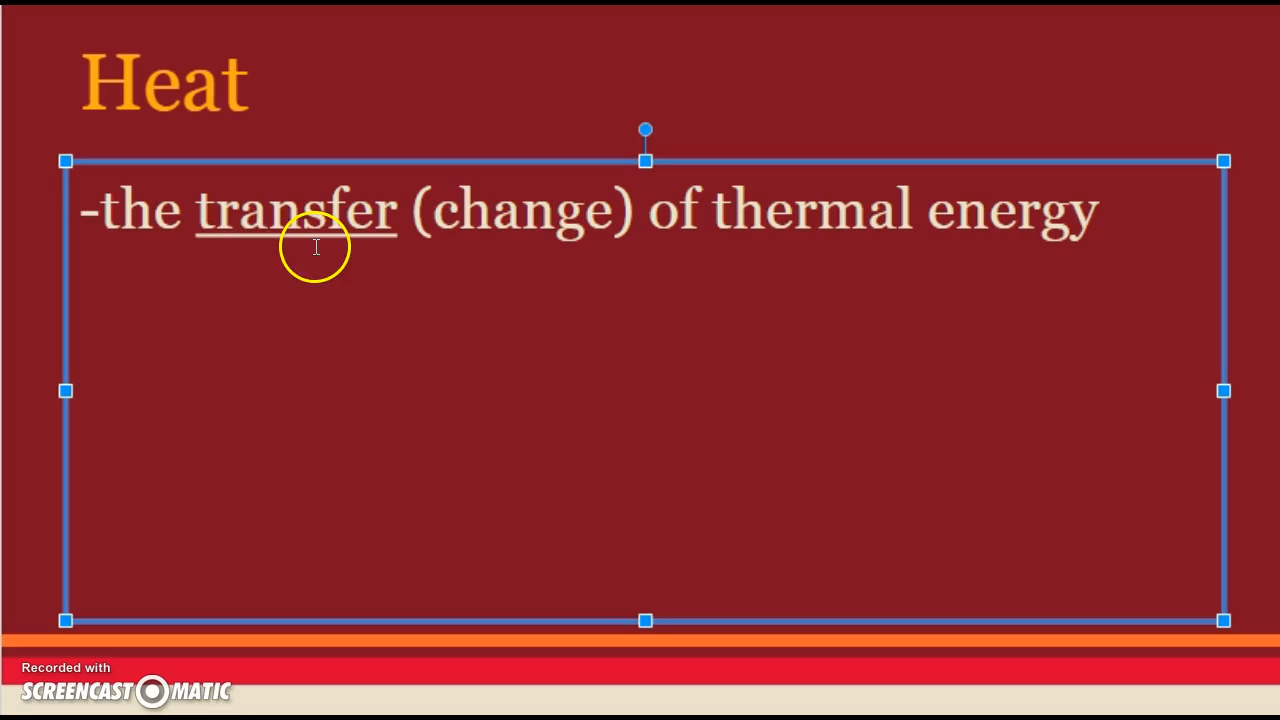 Heat
-the transfer (change) of thermal energy
Recorded with
SCREENCAST MATIC